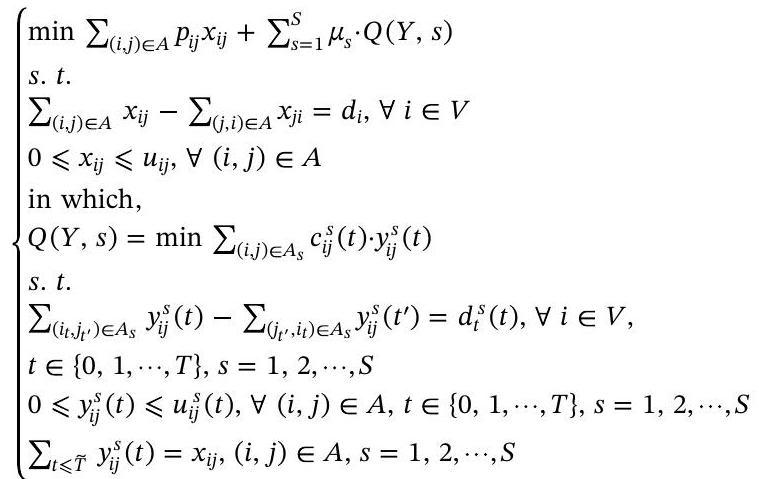 min ∑_{(i,j)∈A} p_{ij}x_{ij} + ∑_{s=1}^{S} μ_s·Q(Y, s)
s. t.
∑_{(i,j)∈A} x_{ij} − ∑_{(j,i)∈A} x_{ji} = d_i, ∀ i ∈ V
0 ⩽ x_{ij} ⩽ u_{ij}, ∀ (i, j) ∈ A
in which,
Q(Y, s) = min ∑_{(i,j)∈A_s} c_{ij}^{s}(t)·y_{ij}^{s}(t)
s. t.
∑_{(i_t,j_{t′})∈A_s} y_{ij}^{s}(t) − ∑_{(j_{t′},i_t)∈A_s} y_{ij}^{s}(t′) = d_t^{s}(t), ∀ i ∈ V,
t ∈ {0, 1,⋯,T}, s = 1, 2,⋯,S
0 ⩽ y_{ij}^{s}(t) ⩽ u_{ij}^{s}(t), ∀ (i, j) ∈ A, t ∈ {0, 1,⋯,T}, s = 1, 2,⋯,S
∑_{t⩽T̃} y_{ij}^{s}(t) = x_{ij}, (i, j) ∈ A, s = 1, 2,⋯,S